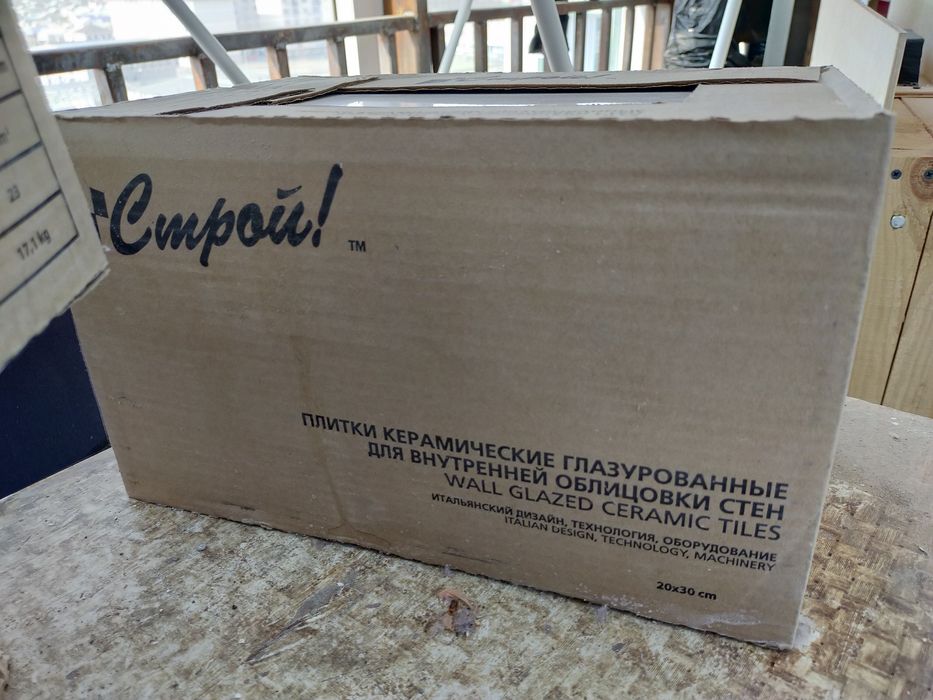 23
17,1 kg
Строй!
TM
ПЛИТКИ КЕРАМИЧЕСКИЕ ГЛАЗУРОВАННЫЕ
ДЛЯ ВНУТРЕННЕЙ ОБЛИЦОВКИ СТЕН
WALL GLAZED CERAMIC TILES
ИТАЛЬЯНСКИЙ ДИЗАЙН, ТЕХНОЛОГИЯ, ОБОРУДОВАНИЕ
ITALIAN DESIGN, TECHNOLOGY, MACHINERY
20x30 cm